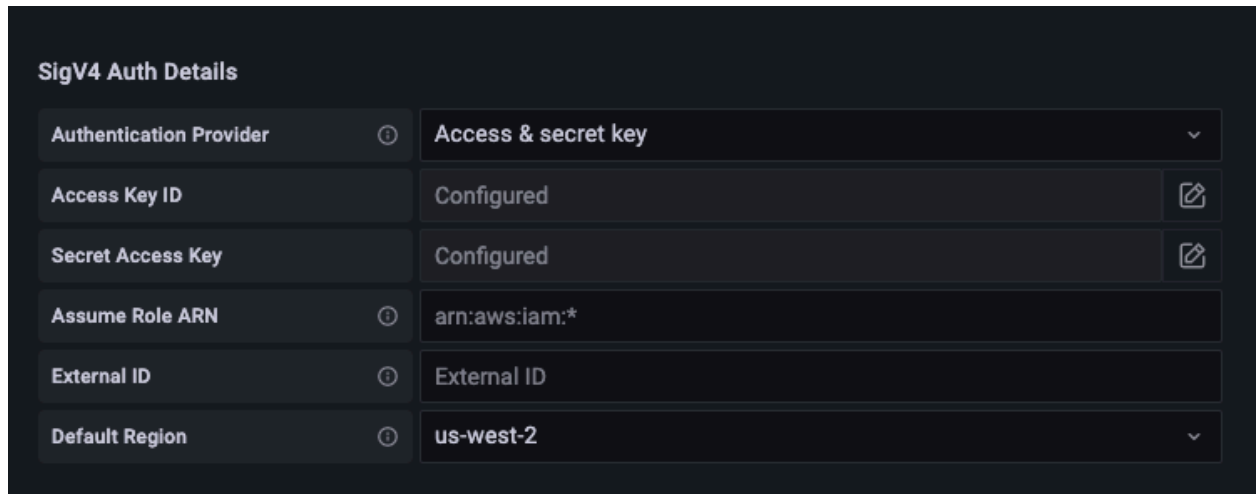 SigV4 Auth Details
Authentication Provider Access & secret key
Access Key ID Configured
Secret Access Key Configured
Assume Role ARN arn:aws:iam:*
External ID External ID
Default Region us-west-2